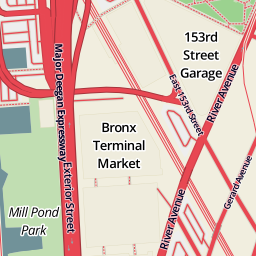 153rd
Street
Garage
Major Deegan Expressway Exterior Street
East 153rd Street
River Avenue
Bronx
Terminal
Market
Gerard Avenue
Mill Pond
Park
River Avenue